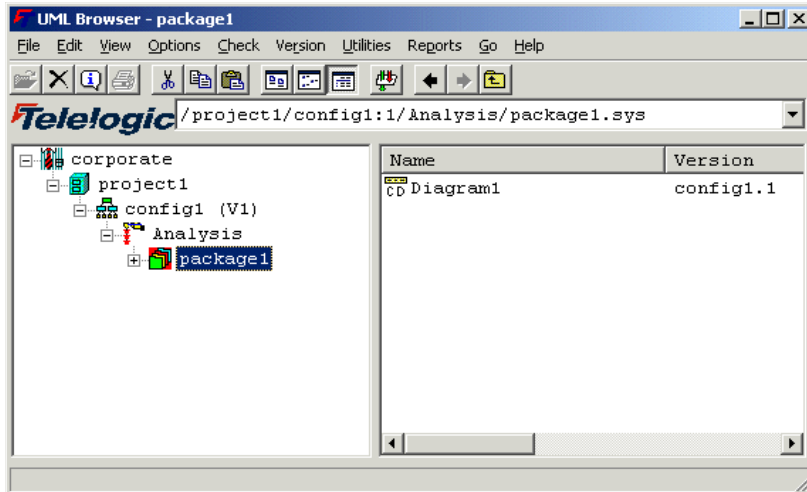 UML Browser - package1
File Edit View Options Check Version Utilities Reports Go Help
Telelogic /project1/config1:1/Analysis/package1.sys
corporate
project1
config1 (V1)
Analysis
package1
Name Version
CD Diagram1 config1.1